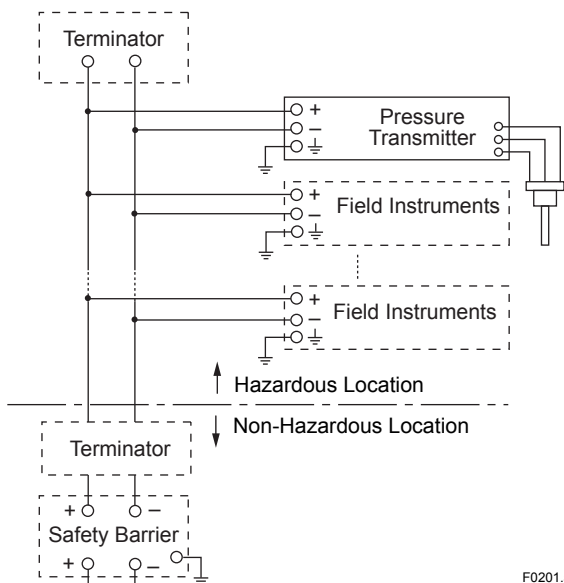 Terminator
+
−
Pressure
Transmitter
+
−
Field Instruments
+
−
Field Instruments
Hazardous Location
Non-Hazardous Location
Terminator
+ −
Safety Barrier
+ −
F0201.